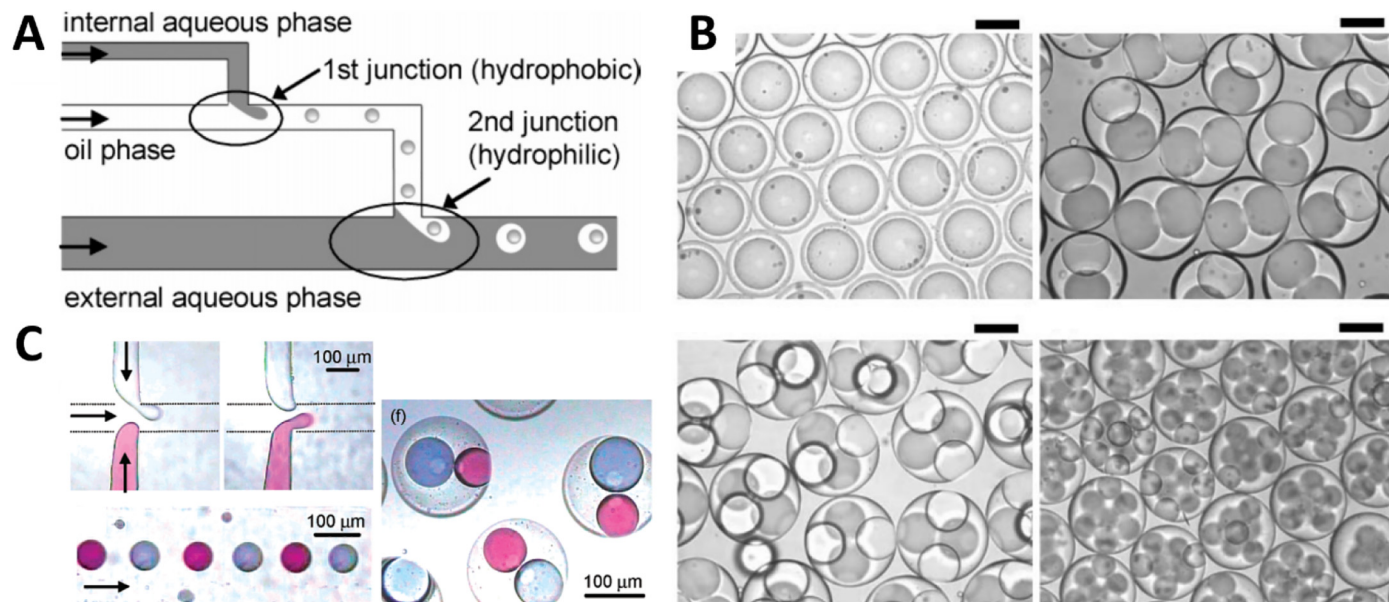 A
internal aqueous phase
1st junction (hydrophobic)
oil phase
2nd junction
(hydrophilic)
external aqueous phase
B
C
100 μm
100 μm
(f)
100 μm